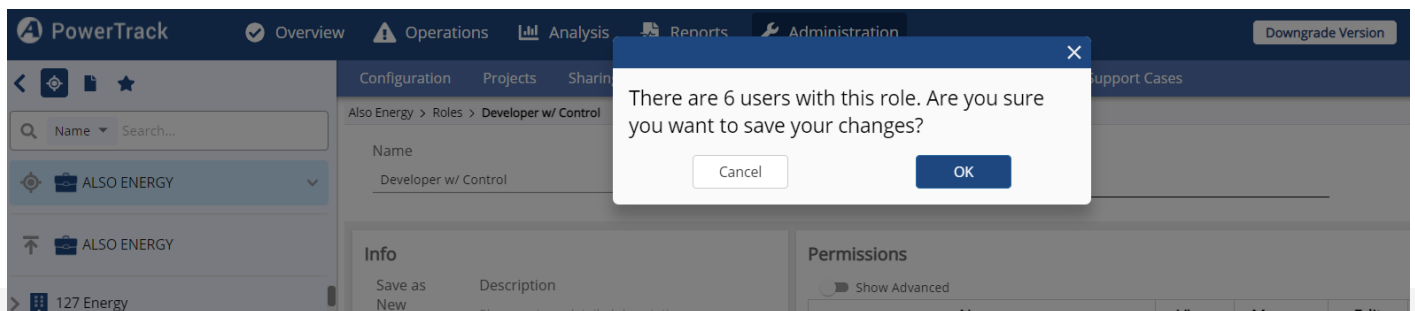 PowerTrack
Overview
Operations
Analysis
Reports
Administration
Downgrade Version
Configuration
Projects
Sharing
Support Cases
There are 6 users with this role. Are you sure
you want to save your changes?
Cancel
OK
Name
Search...
Also Energy > Roles > Developer w/ Control
Name
Developer w/ Control
ALSO ENERGY
ALSO ENERGY
127 Energy
Info
Save as
New
Description
Permissions
Show Advanced